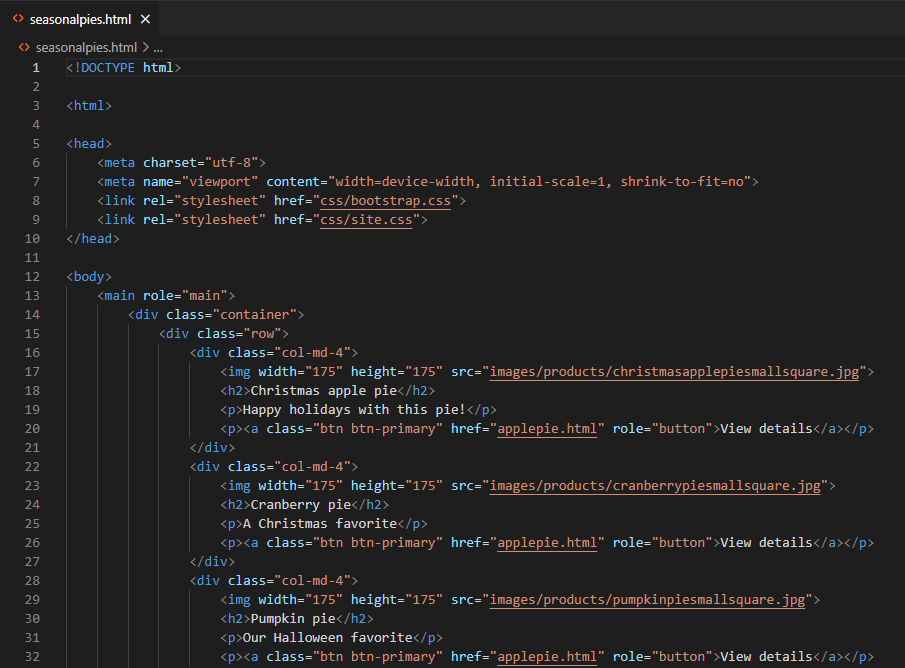 seasonalpies.html ×
seasonalpies.html > ...
1 <!DOCTYPE html>
2
3 <html>
4
5 <head>
6     <meta charset="utf-8">
7     <meta name="viewport" content="width=device-width, initial-scale=1, shrink-to-fit=no">
8     <link rel="stylesheet" href="css/bootstrap.css">
9     <link rel="stylesheet" href="css/site.css">
10 </head>
11
12 <body>
13     <main role="main">
14         <div class="container">
15             <div class="row">
16                 <div class="col-md-4">
17                     <img width="175" height="175" src="images/products/christmasapplepiesmallsquare.jpg">
18                     <h2>Christmas apple pie</h2>
19                     <p>Happy holidays with this pie!</p>
20                     <p><a class="btn btn-primary" href="applepie.html" role="button">View details</a></p>
21                 </div>
22                 <div class="col-md-4">
23                     <img width="175" height="175" src="images/products/cranberrypiesmallsquare.jpg">
24                     <h2>Cranberry pie</h2>
25                     <p>A Christmas favorite</p>
26                     <p><a class="btn btn-primary" href="applepie.html" role="button">View details</a></p>
27                 </div>
28                 <div class="col-md-4">
29                     <img width="175" height="175" src="images/products/pumpkinpiesmallsquare.jpg">
30                     <h2>Pumpkin pie</h2>
31                     <p>Our Halloween favorite</p>
32                     <p><a class="btn btn-primary" href="applepie.html" role="button">View details</a></p>